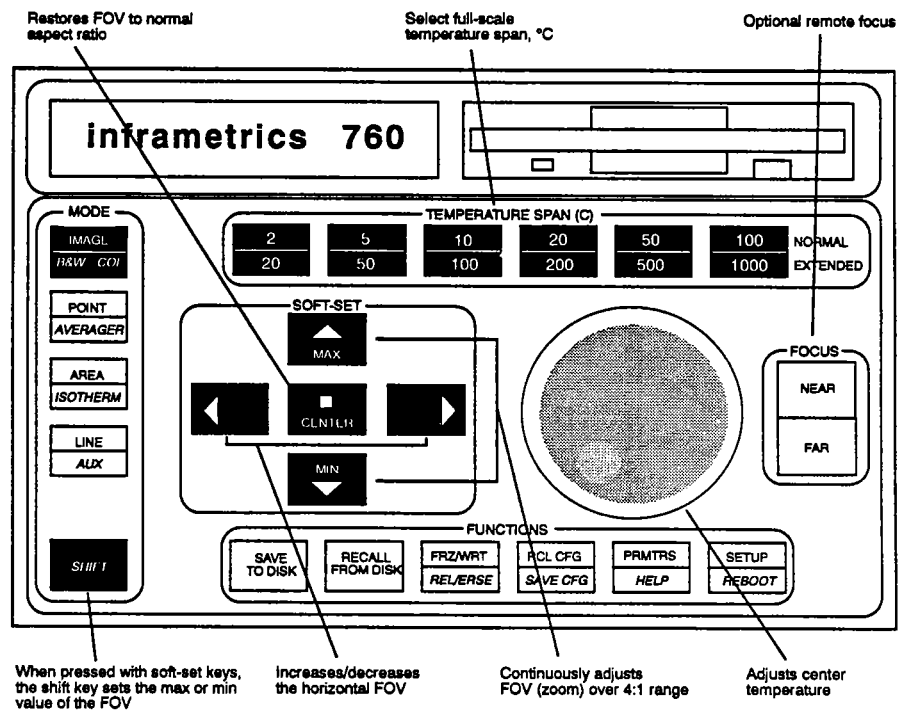 Restores FOV to normal
aspect ratio
Select full-scale
temperature span, °C
Optional remote focus
inframetrics 760
MODE
IMAGL
B&W COI
POINT
AVERAGER
AREA
ISOTHERM
LINE
AUX
SHIFT
TEMPERATURE SPAN (C)
2 5 10 20 50 100 NORMAL
20 50 100 200 500 1000 EXTENDED
SOFT-SET
MAX
CENTER
MIN
FOCUS
NEAR
FAR
FUNCTIONS
SAVE
TO DISK
RECALL
FROM DISK
FRZ/WRT
REL/ERSE
RCL CFG
SAVE CFG
PRMTRS
HELP
SETUP
REBOOT
When pressed with soft-set keys,
the shift key sets the max or min
value of the FOV
Increases/decreases
the horizontal FOV
Continuously adjusts
FOV (zoom) over 4:1 range
Adjusts center
temperature